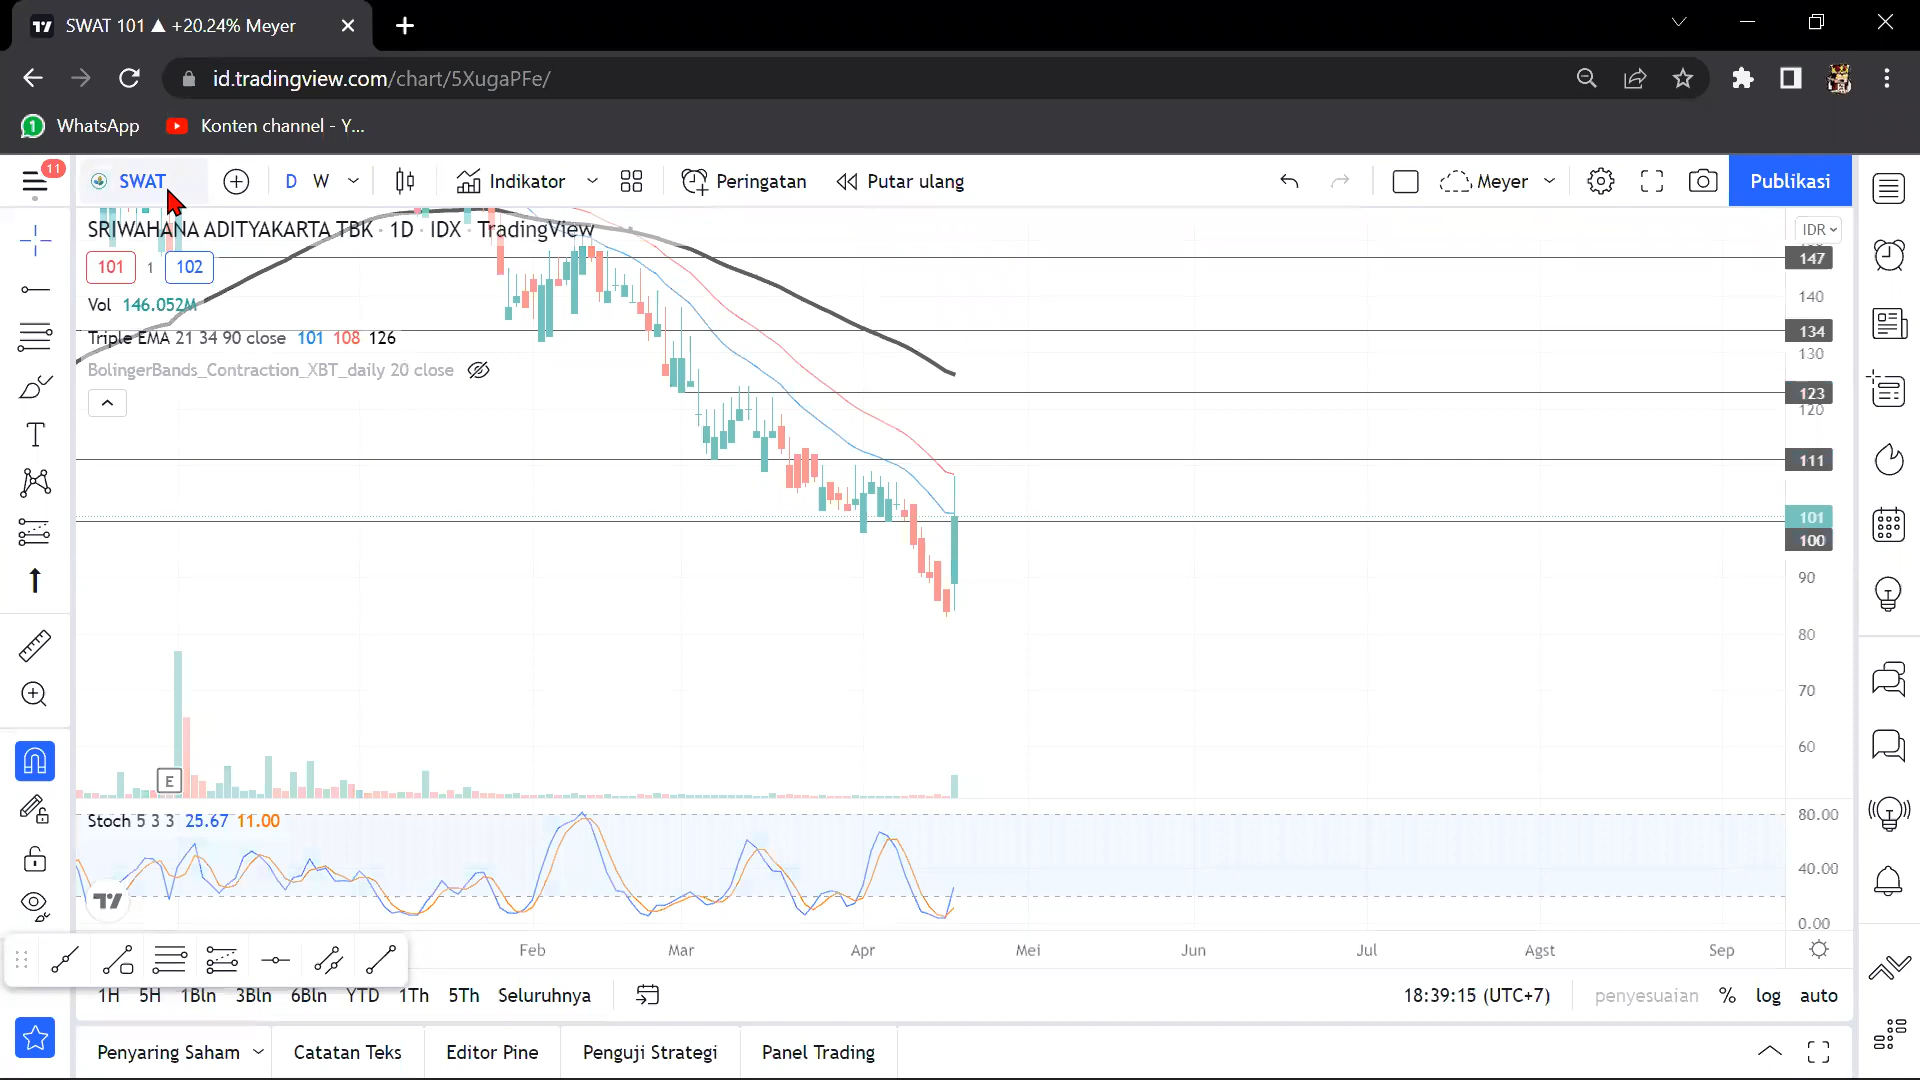 SWAT 101 ▲ +20.24% Meyer
id.tradingview.com/chart/5XugaPFe/
1 WhatsApp
Konten channel - Y...
11
SWAT
D W
Indikator
Peringatan
Putar ulang
Meyer
Publikasi
SRIWAHANA ADITYAKARTA TBK · 1D · IDX · TradingView
IDR
101 1 102
Vol 146.052M
Triple EMA 21 34 90 close 101 108 126
BolingerBands_Contraction_XBT_daily 20 close
147
140
134
130
123
120
111
101
100
90
80
70
60
E
Stoch 5 3 3 25.67 11.00
80.00
40.00
0.00
Feb Mar Apr Mei Jun Jul Agst Sep
1H 5H 1Bln 3Bln 6Bln YTD 1Th 5Th Seluruhnya
18:39:15 (UTC+7)
penyesuaian % log auto
Penyaring Saham
Catatan Teks
Editor Pine
Penguji Strategi
Panel Trading